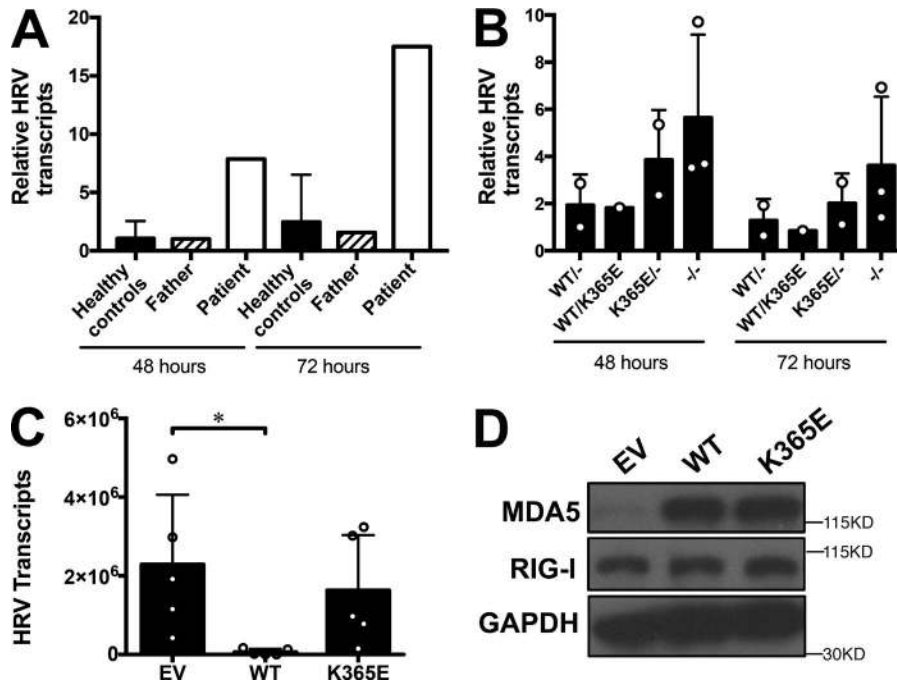 A
Relative HRV
transcripts
20
15
10
5
0
Healthy
controls
Father
Patient
Healthy
controls
Father
Patient
48 hours
72 hours
B
Relative HRV
transcripts
10
8
6
4
2
0
WT/-
WT/K365E
K365E/-
-/-
WT/-
WT/K365E
K365E/-
-/-
48 hours
72 hours
C
HRV Transcripts
6×10⁶
4×10⁶
2×10⁶
0
*
EV
WT
K365E
D
EV
WT
K365E
MDA5
115KD
RIG-I
115KD
GAPDH
30KD